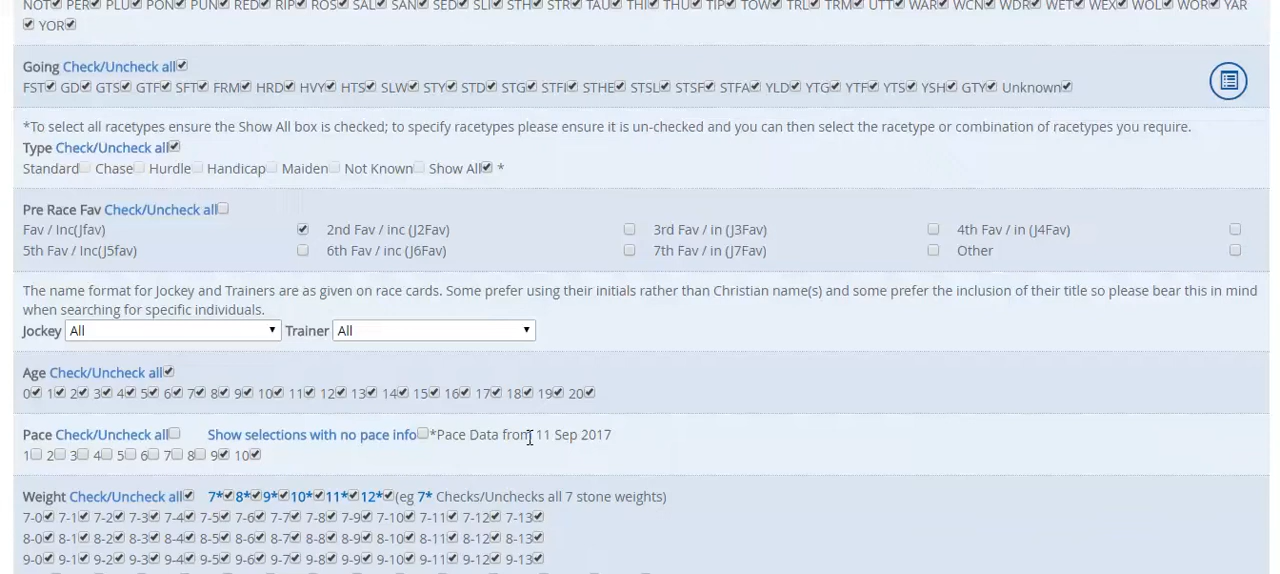 NOT PER PLU PON PUN RED RIP ROS SAL SAN SED SLI STH STR TAU THI THU TIP TOW TRL TRM UTT WAR WCN WDR WET WEX WOL WOR YAR
YOR
Going Check/Uncheck all
FST GD GTS GTF SFT FRM HRD HVY HTS SLW STY STD STG STFI STHE STSL STSF STFA YLD YTG YTF YTS YSH GTY Unknown
*To select all racetypes ensure the Show All box is checked; to specify racetypes please ensure it is un-checked and you can then select the racetype or combination of racetypes you require.
Type Check/Uncheck all
Standard Chase Hurdle Handicap Maiden Not Known Show All *
Pre Race Fav Check/Uncheck all
Fav / Inc(Jfav) 2nd Fav / inc (J2Fav) 3rd Fav / in (J3Fav) 4th Fav / in (J4Fav)
5th Fav / Inc(J5fav) 6th Fav / inc (J6Fav) 7th Fav / in (J7Fav) Other
The name format for Jockey and Trainers are as given on race cards. Some prefer using their initials rather than Christian name(s) and some prefer the inclusion of their title so please bear this in mind
when searching for specific individuals.
Jockey All Trainer All
Age Check/Uncheck all
0 1 2 3 4 5 6 7 8 9 10 11 12 13 14 15 16 17 18 19 20
Pace Check/Uncheck all Show selections with no pace info *Pace Data from 11 Sep 2017
1 2 3 4 5 6 7 8 9 10
Weight Check/Uncheck all 7* 8* 9* 10* 11* 12* (eg 7* Checks/Unchecks all 7 stone weights)
7-0 7-1 7-2 7-3 7-4 7-5 7-6 7-7 7-8 7-9 7-10 7-11 7-12 7-13
8-0 8-1 8-2 8-3 8-4 8-5 8-6 8-7 8-8 8-9 8-10 8-11 8-12 8-13
9-0 9-1 9-2 9-3 9-4 9-5 9-6 9-7 9-8 9-9 9-10 9-11 9-12 9-13